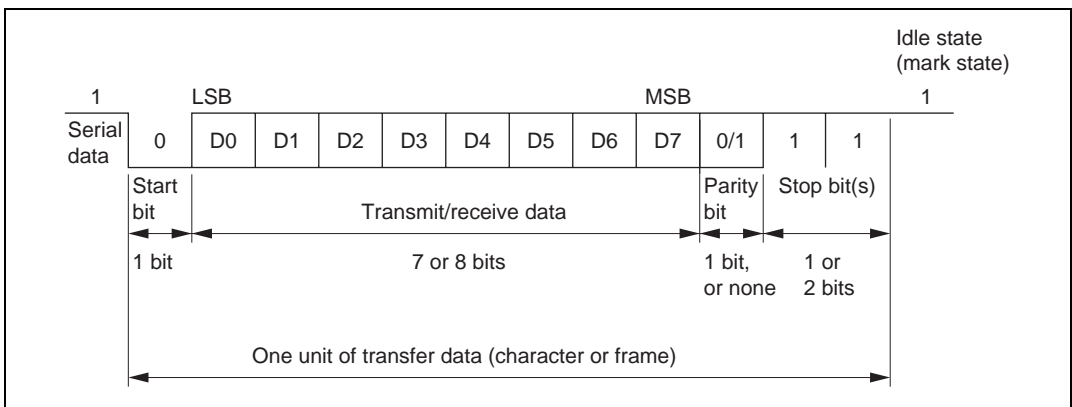 Idle state
(mark state)
1 LSB MSB 1
Serial
data
0 D0 D1 D2 D3 D4 D5 D6 D7 0/1 1 1
Start
bit
Transmit/receive data
Parity
bit
Stop bit(s)
1 bit
7 or 8 bits
1 bit,
or none
1 or
2 bits
One unit of transfer data (character or frame)